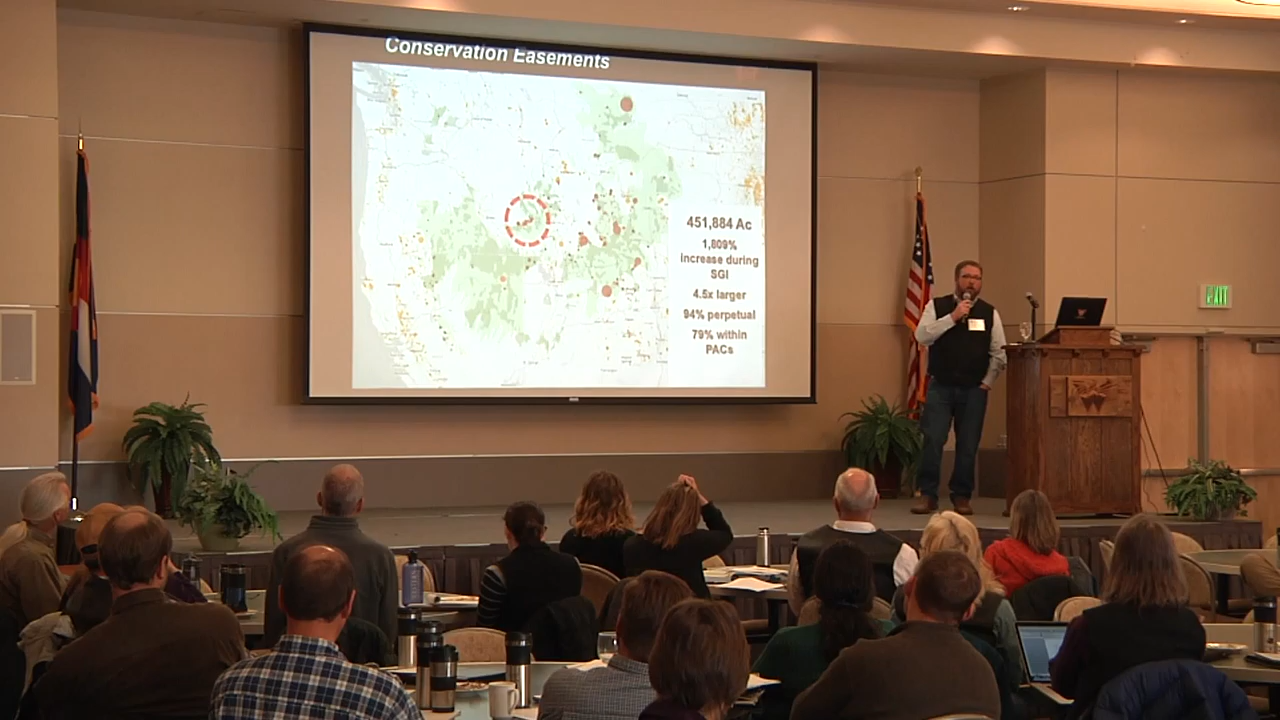 Conservation Easements
451,884 Ac
1,809%
increase during
SGI
4.5x larger
94% perpetual
79% within
PACs
EXIT